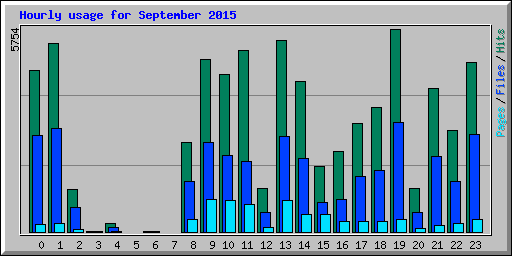 Hourly usage for September 2015
5754
Pages/Files/Hits
0 1 2 3 4 5 6 7 8 9 10 11 12 13 14 15 16 17 18 19 20 21 22 23